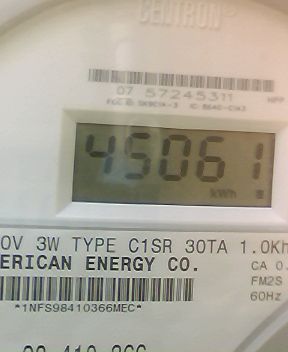 CENTRON
07 57245311
45061
kWh
0V 3W TYPE C1SR 30TA 1.0Kh
ERICAN ENERGY CO.
CA 0.
FM2S
60Hz
*1NFS98410366MEC*